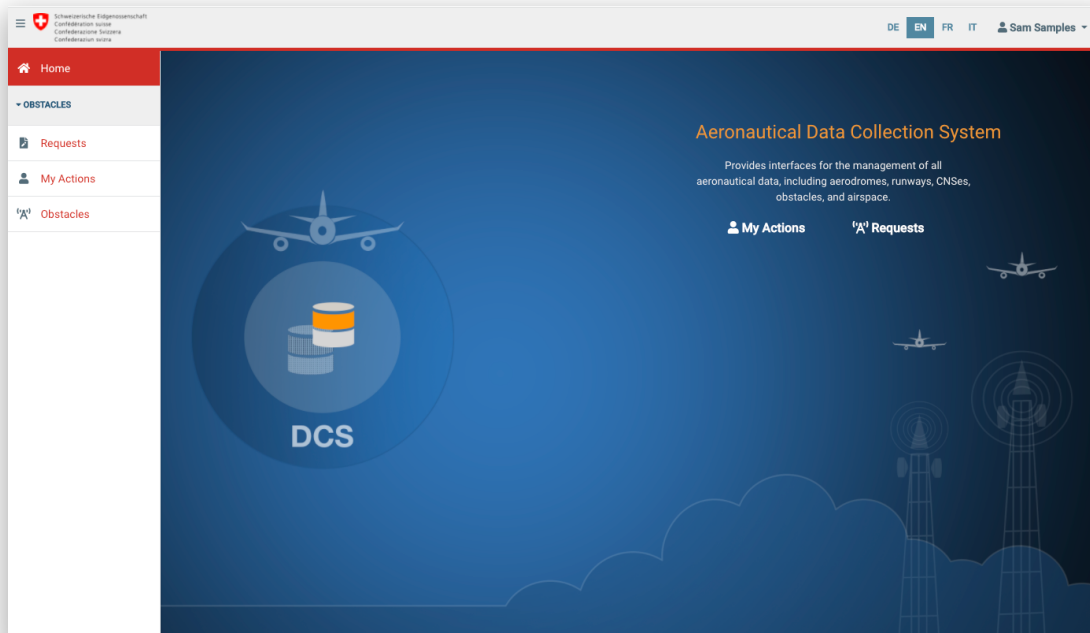 Schweizerische Eidgenossenschaft
Confédération suisse
Confederazione Svizzera
Confederaziun svizra
DE EN FR IT Sam Samples
Home
OBSTACLES
Requests
My Actions
Obstacles
Aeronautical Data Collection System
Provides interfaces for the management of all
aeronautical data, including aerodromes, runways, CNSes,
obstacles, and airspace.
My Actions Requests
DCS